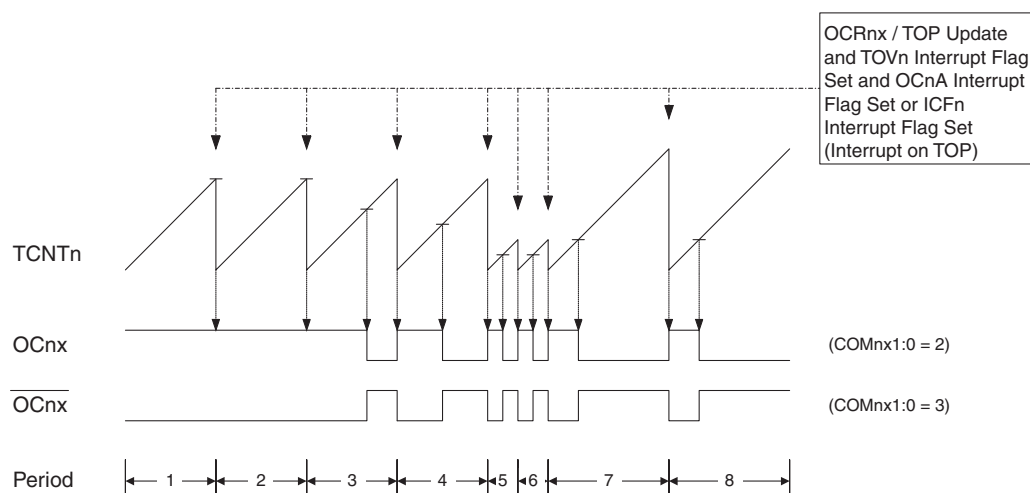 OCRnx / TOP Update
and TOVn Interrupt Flag
Set and OCnA Interrupt
Flag Set or ICFn
Interrupt Flag Set
(Interrupt on TOP)
TCNTn
OCnx (COMnx1:0 = 2)
OCnx (COMnx1:0 = 3)
Period 1 2 3 4 5 6 7 8